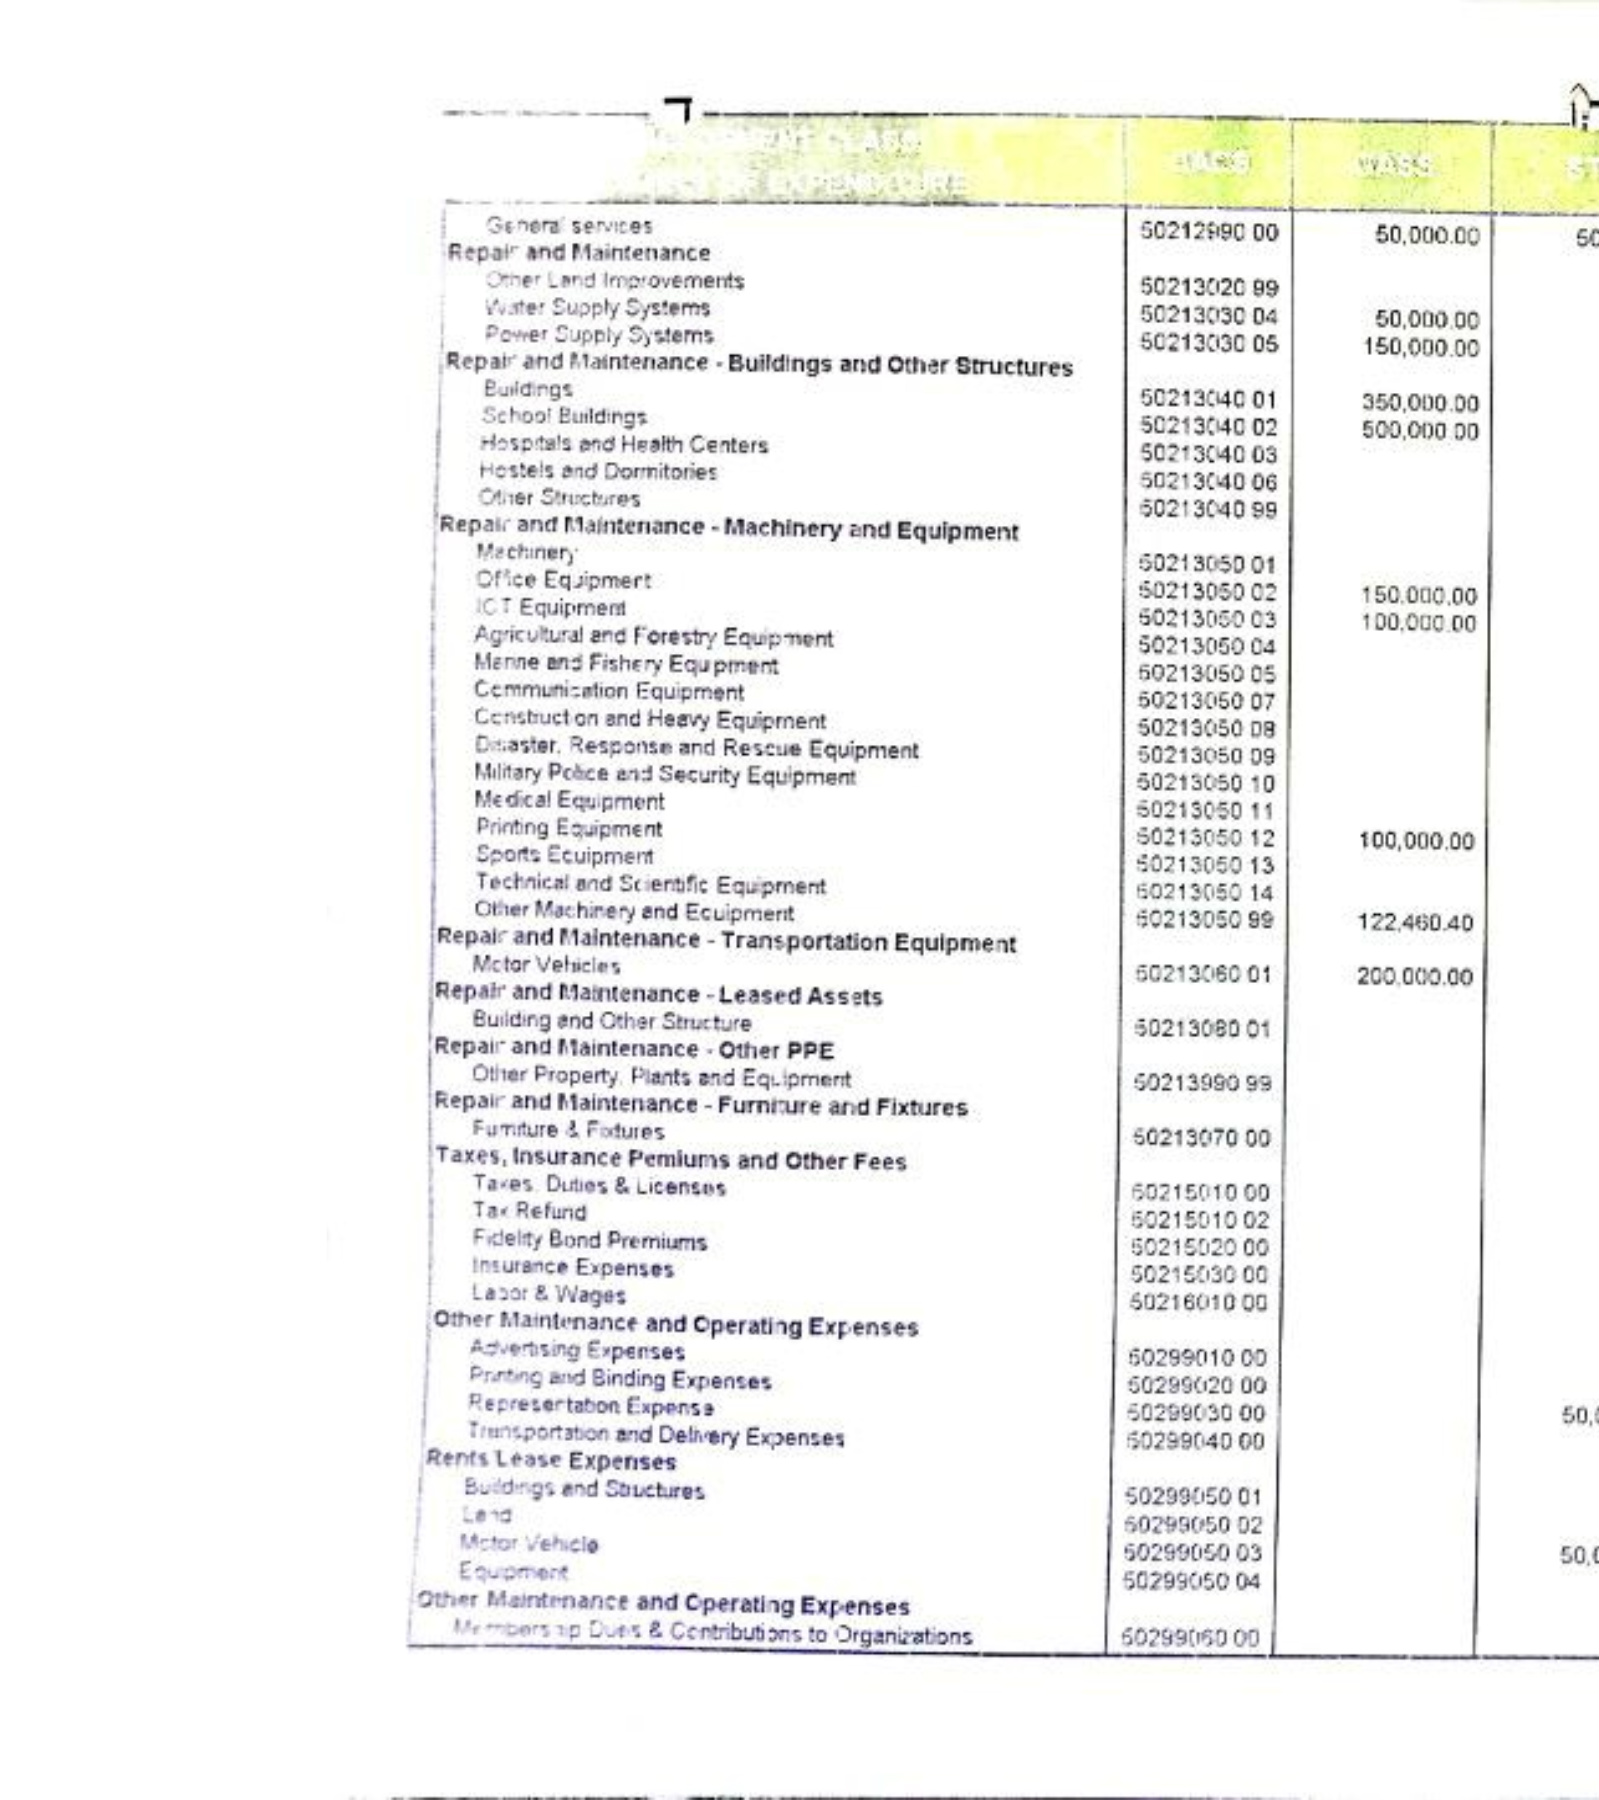 CLASS
OF EXPENDITURE
UACS
ST
General services 50212990 00 50,000.00 50
Repair and Maintenance
Other Land Improvements 50213020 99
Water Supply Systems 50213030 04 50,000.00
Power Supply Systems 50213030 05 150,000.00
Repair and Maintenance - Buildings and Other Structures
Buildings 50213040 01 350,000.00
School Buildings 50213040 02 500,000.00
Hospitals and Health Centers 50213040 03
Hostels and Dormitories 50213040 06
Other Structures 50213040 99
Repair and Maintenance - Machinery and Equipment
Machinery 50213050 01
Office Equipment 50213050 02 150,000.00
ICT Equipment 50213050 03 100,000.00
Agricultural and Forestry Equipment 50213050 04
Marine and Fishery Equipment 50213050 05
Communication Equipment 50213050 07
Construction and Heavy Equipment 50213050 08
Disaster, Response and Rescue Equipment 50213050 09
Military Police and Security Equipment 50213050 10
Medical Equipment 50213050 11
Printing Equipment 50213050 12 100,000.00
Sports Equipment 50213050 13
Technical and Scientific Equipment 50213050 14
Other Machinery and Equipment 50213050 99 122,460.40
Repair and Maintenance - Transportation Equipment
Motor Vehicles 50213060 01 200,000.00
Repair and Maintenance - Leased Assets
Building and Other Structure 50213080 01
Repair and Maintenance - Other PPE
Other Property, Plants and Equipment 50213990 99
Repair and Maintenance - Furniture and Fixtures
Furniture & Fixtures 50213070 00
Taxes, Insurance Pemiums and Other Fees
Taxes, Duties & Licenses 50215010 00
Tax Refund 50215010 02
Fidelity Bond Premiums 50215020 00
Insurance Expenses 50215030 00
Labor & Wages 50216010 00
Other Maintenance and Operating Expenses
Advertising Expenses 50299010 00
Printing and Binding Expenses 50299020 00
Representation Expense 50299030 00 50,0
Transportation and Delivery Expenses 50299040 00
Rents Lease Expenses
Buildings and Structures 50299050 01
Land 50299050 02
Motor Vehicle 50299050 03 50,0
Equipment 50299050 04
Other Maintenance and Operating Expenses
Membership Dues & Contributions to Organizations 50299060 00